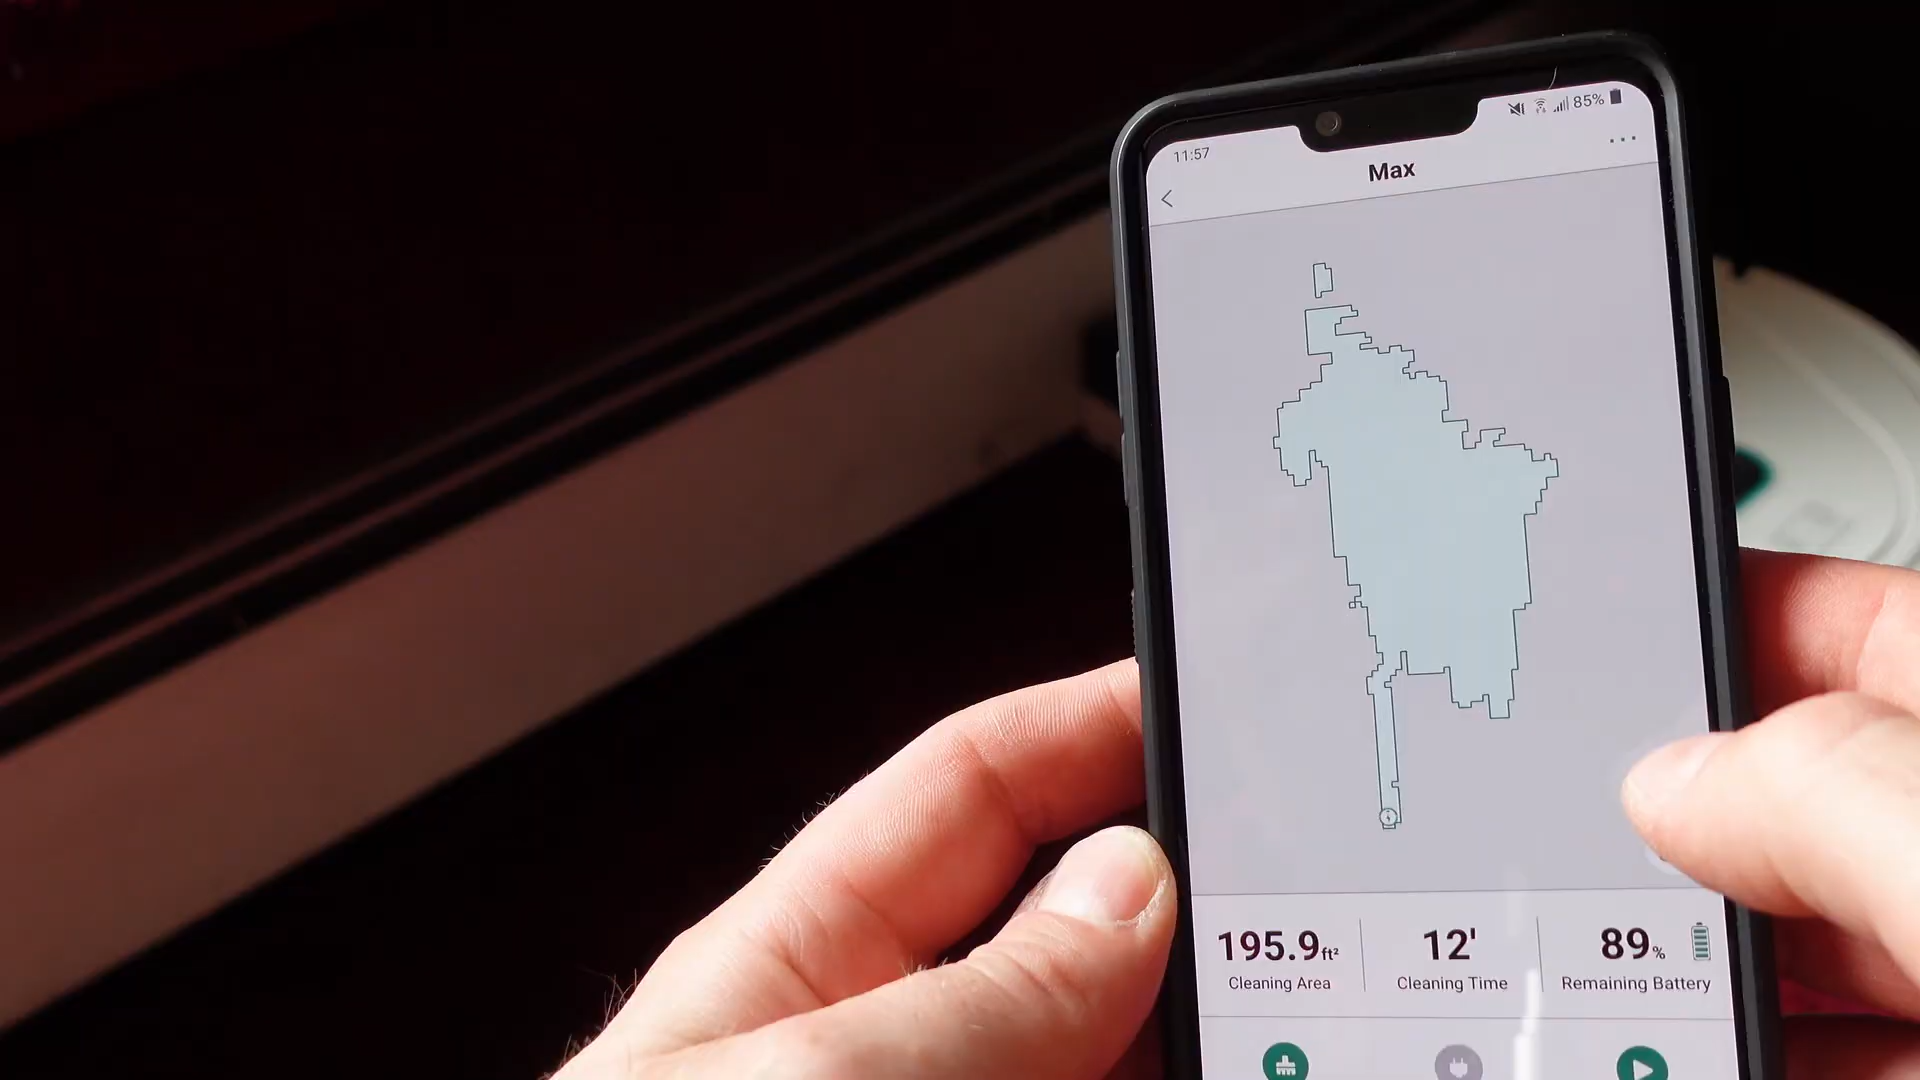 11:57
85%
Max
...
195.9ft²
12'
89%
Cleaning Area
Cleaning Time
Remaining Battery